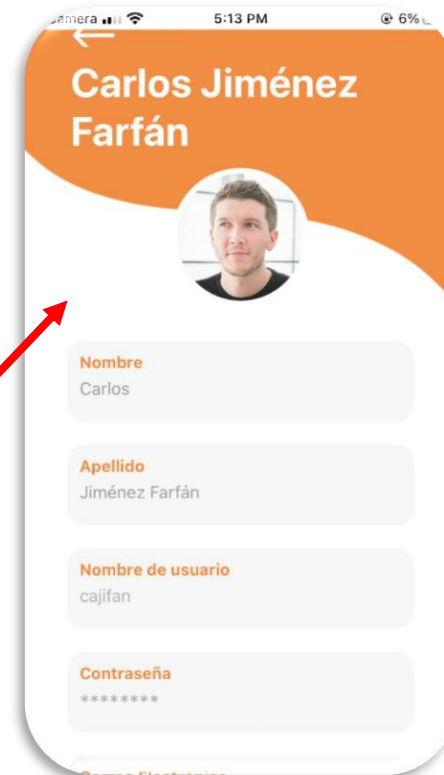 5:13 PM
6%
Carlos Jiménez
Farfán
Nombre
Carlos
Apellido
Jiménez Farfán
Nombre de usuario
cajifan
Contraseña
********